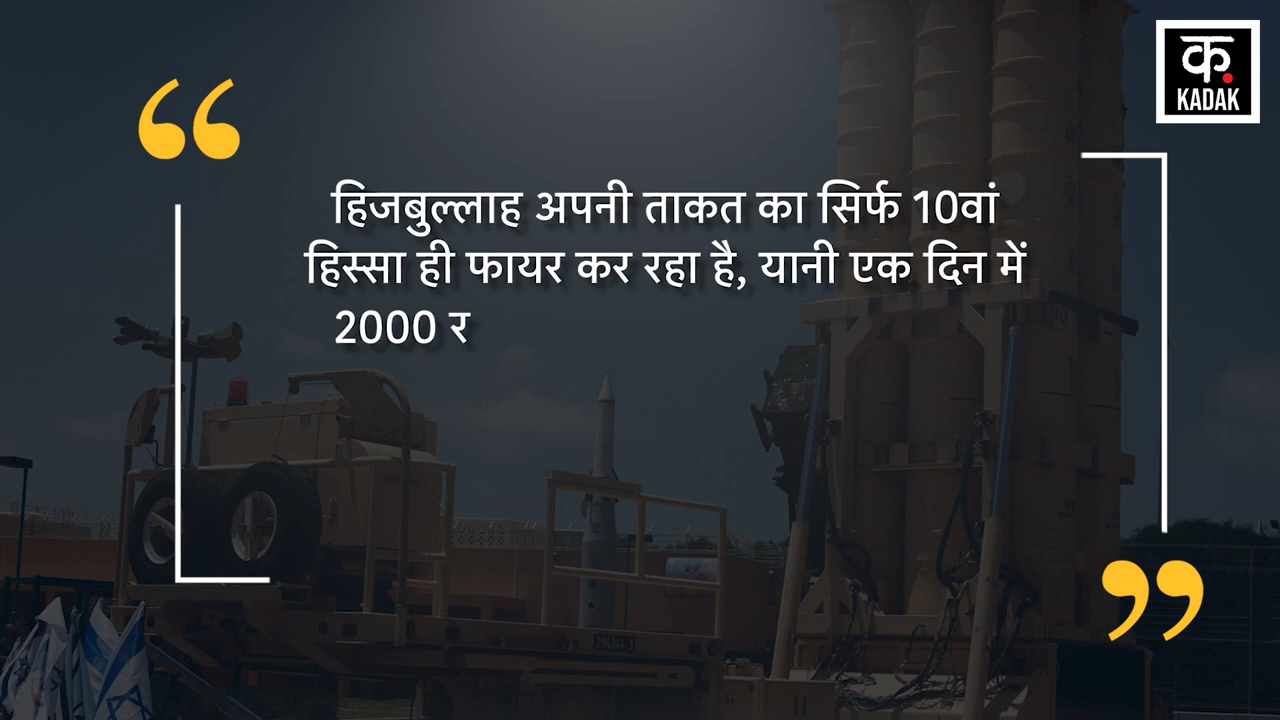 क.
KADAK
हिजबुल्लाह अपनी ताकत का सिर्फ 10वां
हिस्सा ही फायर कर रहा है, यानी एक दिन में
2000 र